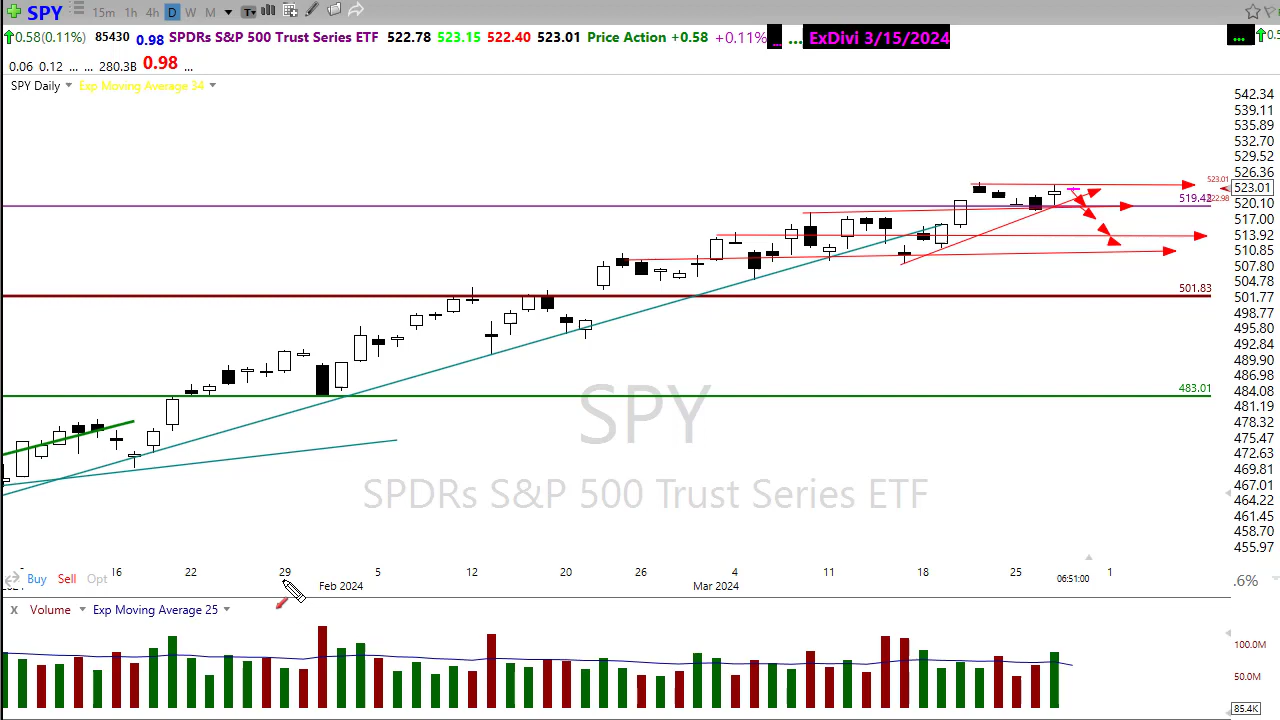 SPY 15m 1h 4h D W M T
0.58(0.11%) 85430 0.98 SPDRs S&P 500 Trust Series ETF 522.78 523.15 522.40 523.01 Price Action +0.58 +0.11% ... ... ExDivi 3/15/2024 ... 0.5
0.06 0.12 ... ... 280.3B 0.98 ...
SPY Daily Exp Moving Average 34
542.34
539.11
535.89
532.70
529.52
526.36
523.01 523.01
519.42 522.98
520.10
517.00
513.92
510.85
507.80
504.78
501.83
501.77
498.77
495.80
492.84
489.90
486.98
483.01
484.08
481.19
478.32
475.47
472.63
469.81
467.01
464.22
461.45
458.70
455.97
SPY
SPDRs S&P 500 Trust Series ETF
16 22 29 5 12 20 26 4 11 18 25 1
Buy Sell Opt Feb 2024 Mar 2024 06:51:00 .6%
X Volume Exp Moving Average 25
100.0M
50.0M
85.4K